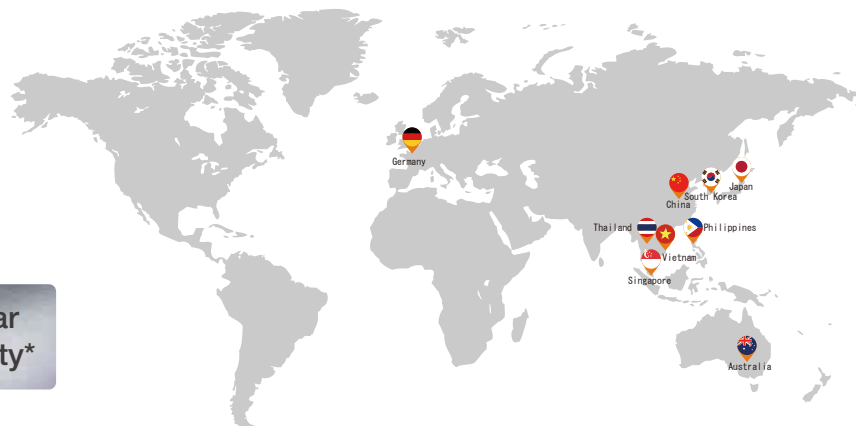 Germany
Japan
South Korea
China
Thailand
Philippines
Vietnam
Singapore
ar
ty*
Australia